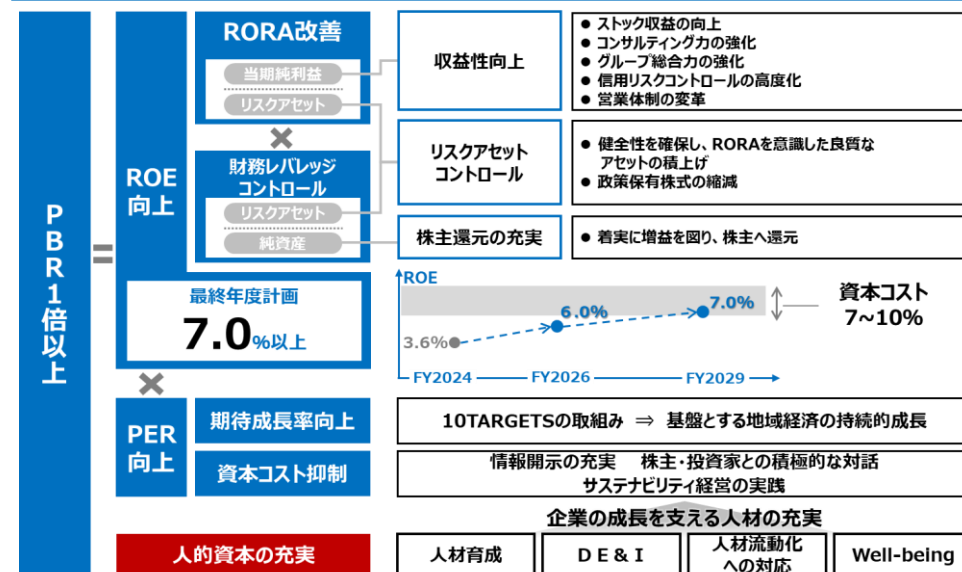 PBR1倍以上
＝
ROE
向上
RORA改善
当期純利益
リスクアセット
×
財務レバレッジ
コントロール
リスクアセット
純資産
収益性向上
● ストック収益の向上
● コンサルティング力の強化
● グループ総合力の強化
● 信用リスクコントロールの高度化
● 営業体制の変革
リスクアセット
コントロール
● 健全性を確保し、RORAを意識した良質な
アセットの積上げ
● 政策保有株式の縮減
株主還元の充実
● 着実に増益を図り、株主へ還元
最終年度計画
7.0%以上
ROE
3.6%
6.0%
7.0%
資本コスト
7~10%
FY2024
FY2026
FY2029
×
PER
向上
期待成長率向上
10TARGETSの取組み ⇒ 基盤とする地域経済の持続的成長
資本コスト抑制
情報開示の充実 株主・投資家との積極的な対話
サステナビリティ経営の実践
企業の成長を支える人材の充実
人的資本の充実
人材育成
DE&I
人材流動化
への対応
Well-being